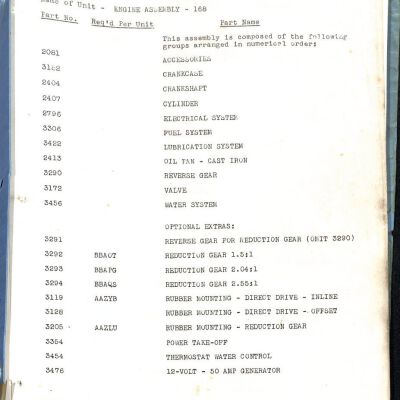 Name of Unit - ENGINE ASSEMBLY - 168
Part No. Req'd Per Unit Part Name
This assembly is composed of the following
groups arranged in numerical order:
2081 ACCESSORIES
3182 CRANKCASE
2404 CRANKSHAFT
2407 CYLINDER
2796 ELECTRICAL SYSTEM
3306 FUEL SYSTEM
3422 LUBRICATION SYSTEM
2413 OIL PAN - CAST IRON
3290 REVERSE GEAR
3172 VALVE
3456 WATER SYSTEM
OPTIONAL EXTRAS:
3291 REVERSE GEAR FOR REDUCTION GEAR (OMIT 3290)
3292 BBAOT REDUCTION GEAR 1.5:1
3293 BBAPG REDUCTION GEAR 2.04:1
3294 BBAQS REDUCTION GEAR 2.55:1
3119 AAZYB RUBBER MOUNTING - DIRECT DRIVE - INLINE
3128 RUBBER MOUNTING - DIRECT DRIVE - OFFSET
3205 AAZLU RUBBER MOUNTING - REDUCTION GEAR
3354 POWER TAKE-OFF
3454 THERMOSTAT WATER CONTROL
3476 12-VOLT - 50 AMP GENERATOR